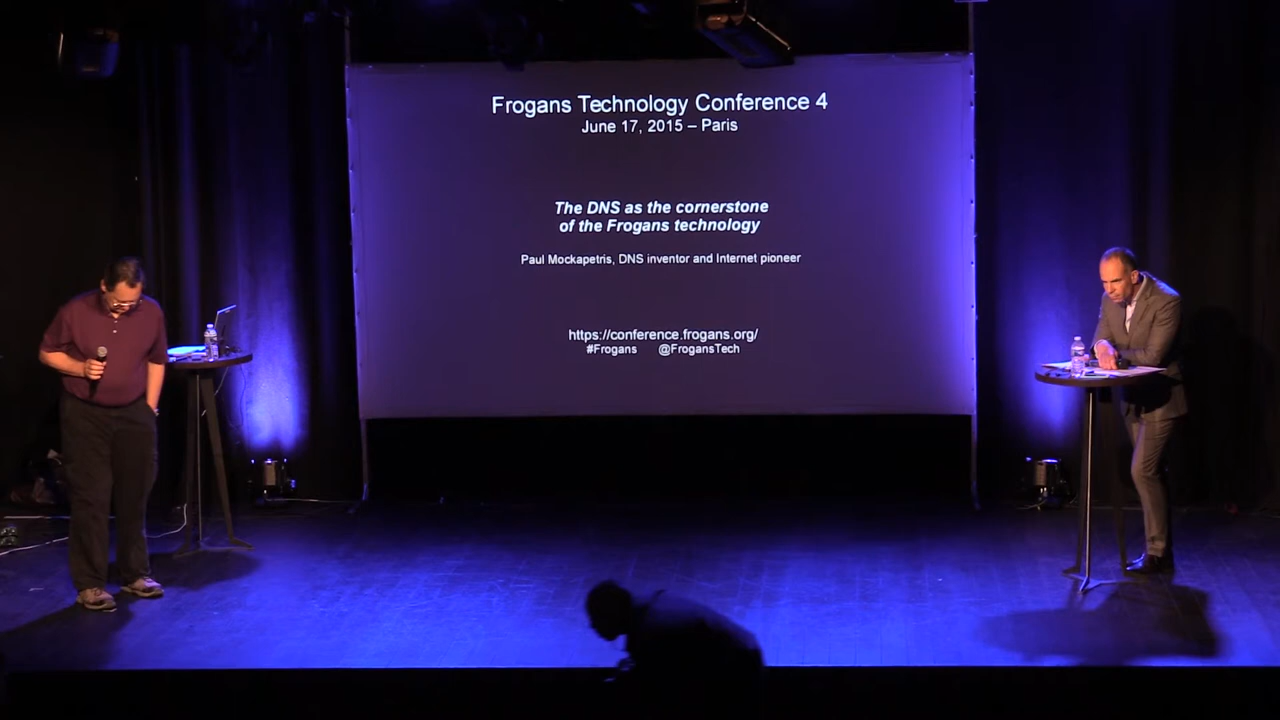 Frogans Technology Conference 4
June 17, 2015 – Paris
The DNS as the cornerstone
of the Frogans technology
Paul Mockapetris, DNS inventor and Internet pioneer
https://conference.frogans.org/
#Frogans @FrogansTech